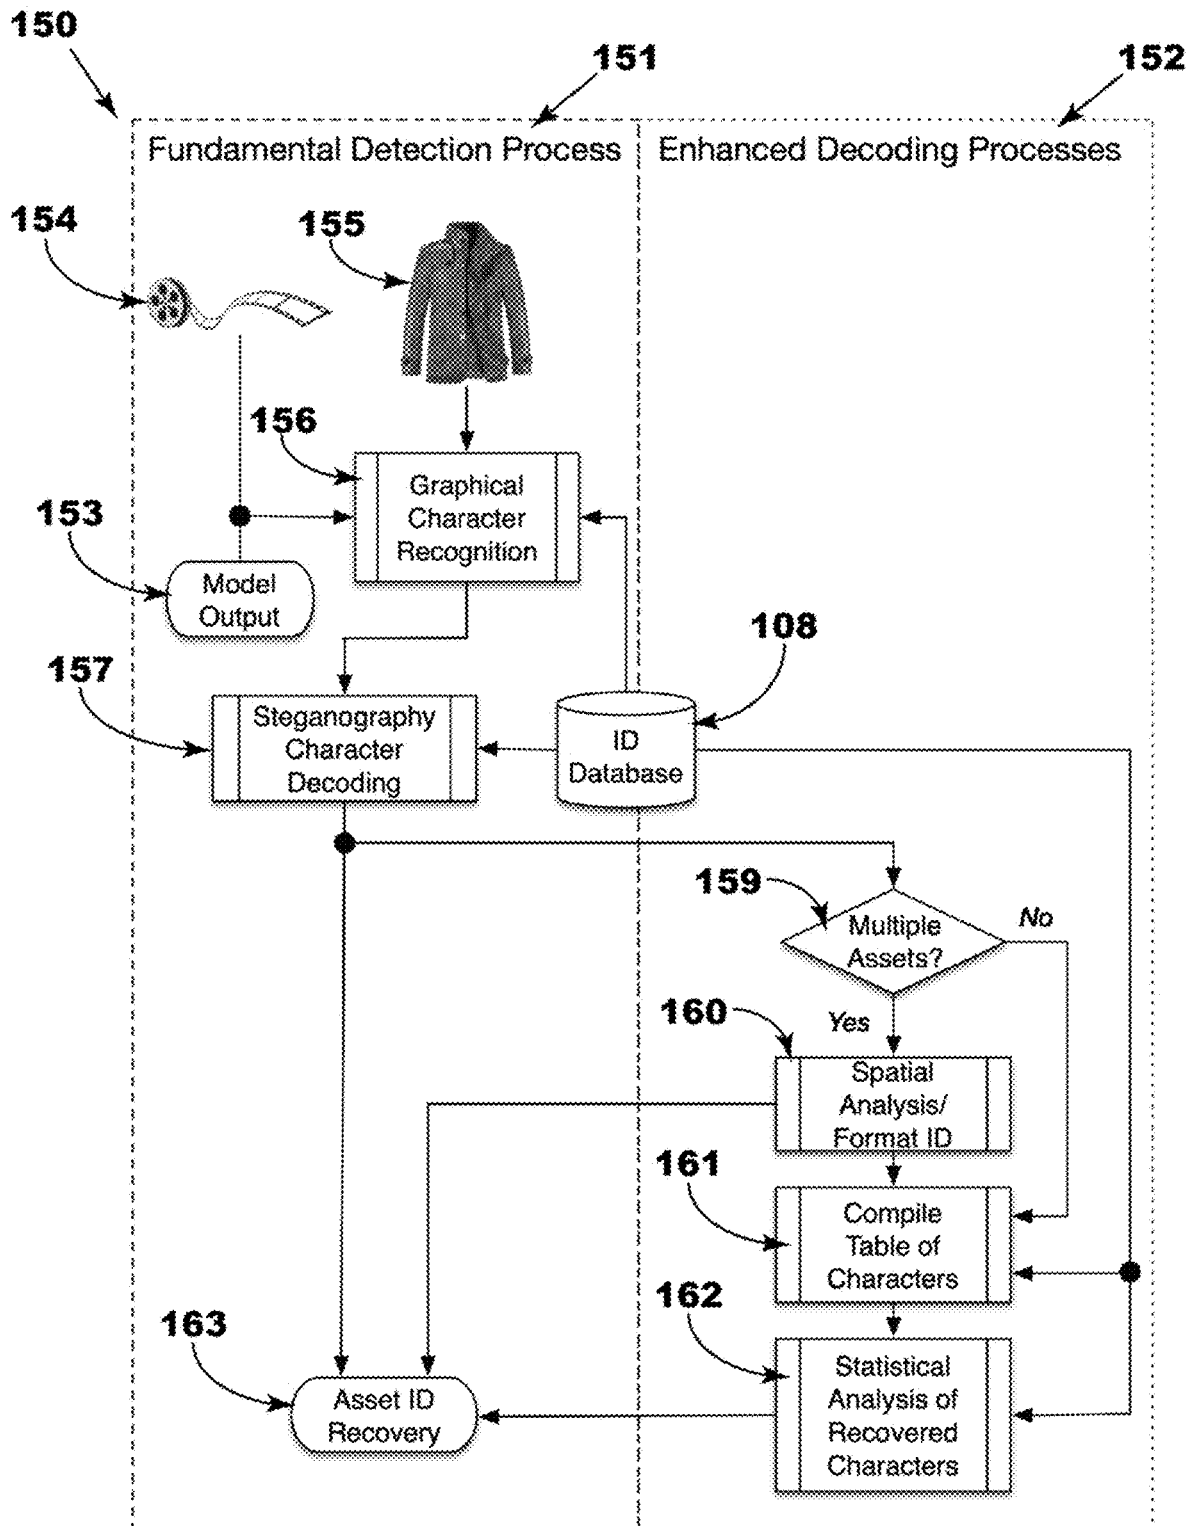 150
151
152
Fundamental Detection Process
Enhanced Decoding Processes
154
155
156
Graphical
Character
Recognition
153
Model
Output
108
157
Steganography
Character
Decoding
ID
Database
159
Multiple
Assets?
No
Yes
160
Spatial
Analysis/
Format ID
161
Compile
Table of
Characters
162
163
Asset ID
Recovery
Statistical
Analysis of
Recovered
Characters